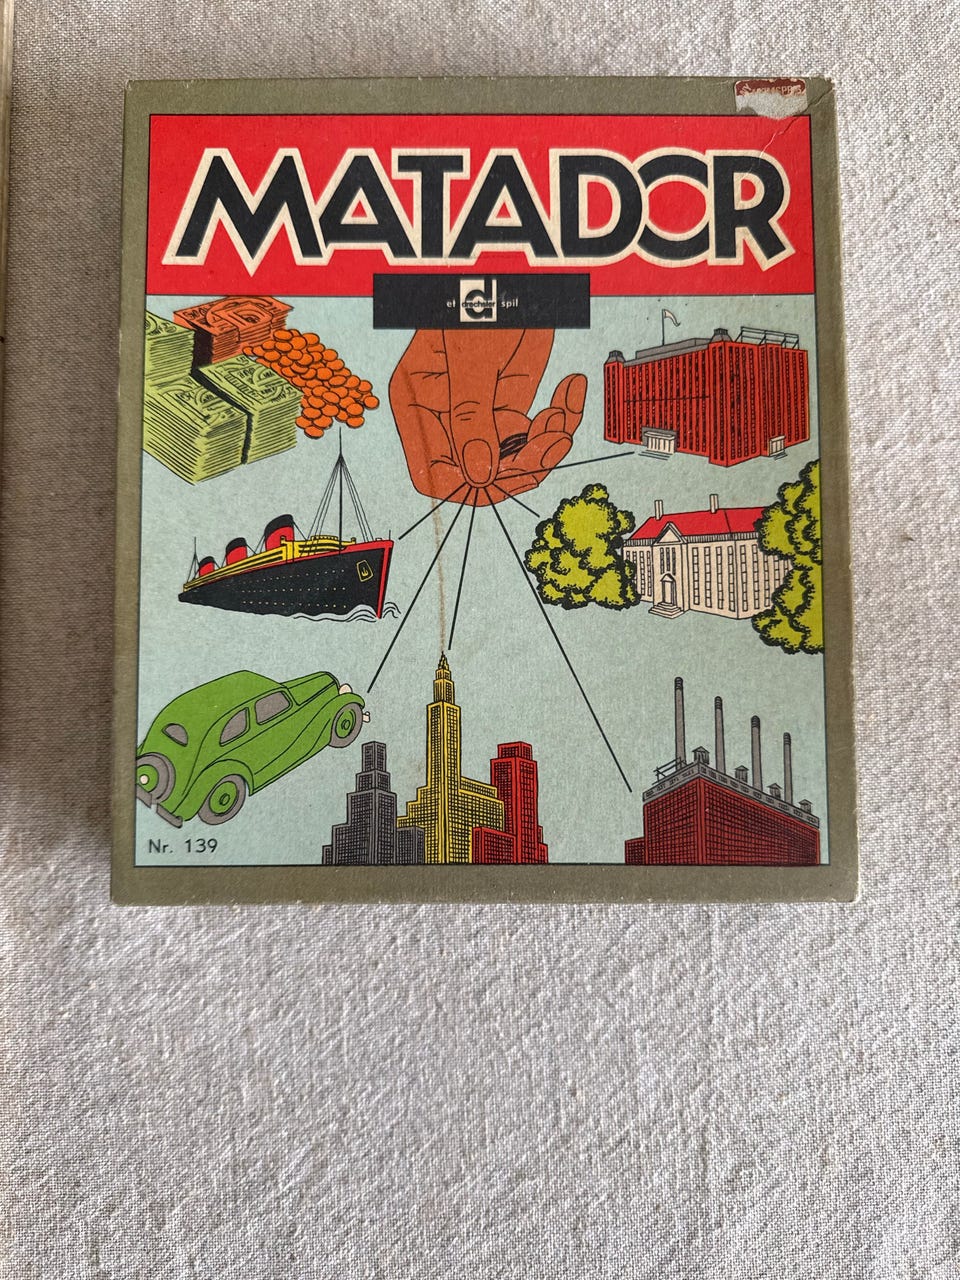 MATADOR
et drechsler spil
Nr. 139